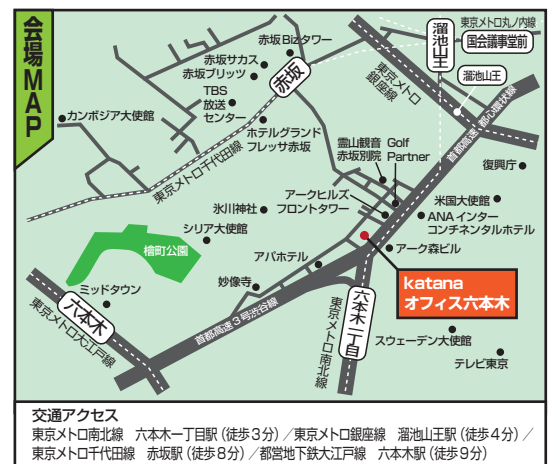 会場MAP
赤坂Bizタワー
赤坂サカス
赤坂ブリッツ
TBS
放送
センター
カンボジア大使館
ホテルグランド
フレッサ赤坂
赤坂
東京メトロ千代田線
東京メトロ丸ノ内線
国会議事堂前
溜池山王
溜池山王
東京メトロ
銀座線
首都高速 都心環状線
霊山観音
赤坂別院
Golf
Partner
復興庁
アークヒルズ
フロントタワー
米国大使館
ANAインター
コンチネンタルホテル
氷川神社
シリア大使館
アーク森ビル
檜町公園
アパホテル
katana
オフィス六本木
ミッドタウン
妙像寺
六本木
東京メトロ大江戸線
首都高速3号渋谷線
六本木一丁目
東京メトロ南北線
スウェーデン大使館
テレビ東京
交通アクセス
東京メトロ南北線 六本木一丁目駅(徒歩3分)/東京メトロ銀座線 溜池山王駅(徒歩4分)/
東京メトロ千代田線 赤坂駅(徒歩8分)/都営地下鉄大江戸線 六本木駅(徒歩9分)